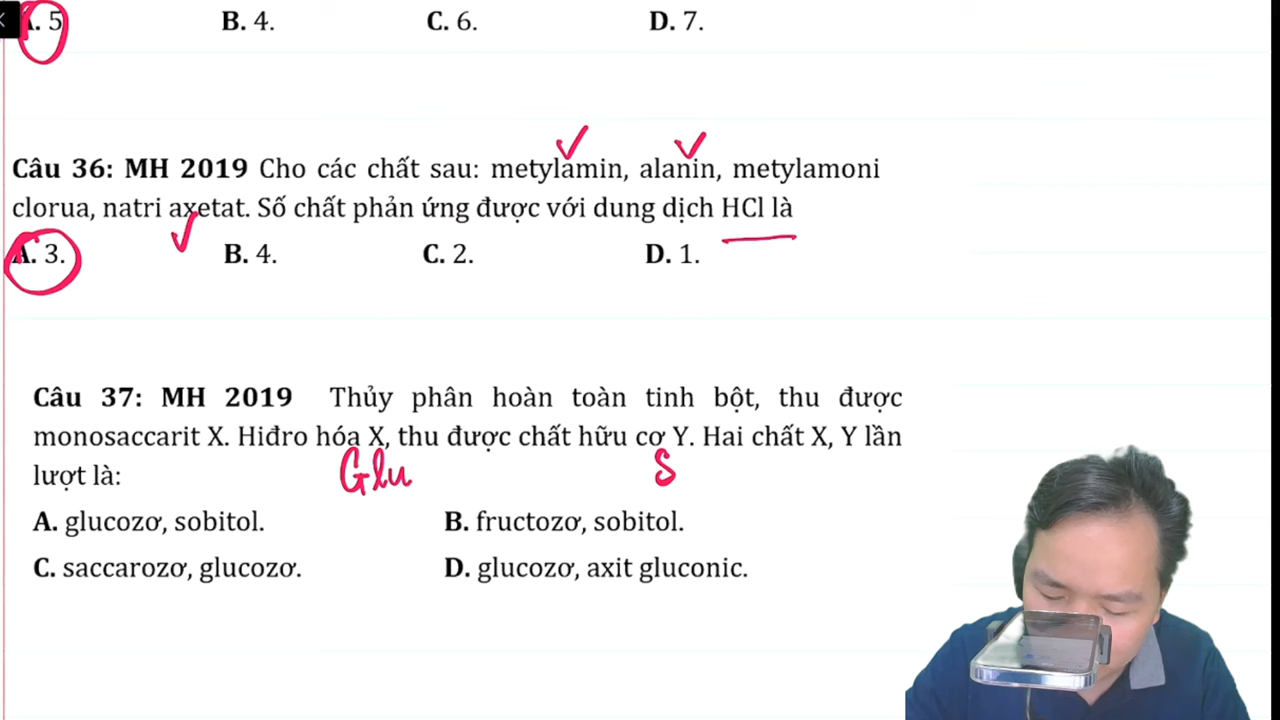 A. 5 B. 4. C. 6. D. 7.
Câu 36: MH 2019 Cho các chất sau: metylamin, alanin, metylamoni
clorua, natri axetat. Số chất phản ứng được với dung dịch HCl là
A. 3. B. 4. C. 2. D. 1.
Câu 37: MH 2019 Thủy phân hoàn toàn tinh bột, thu được
monosaccarit X. Hiđro hóa X, thu được chất hữu cơ Y. Hai chất X, Y lần
lượt là:
Glu S
A. glucozơ, sobitol. B. fructozơ, sobitol.
C. saccarozơ, glucozơ. D. glucozơ, axit gluconic.